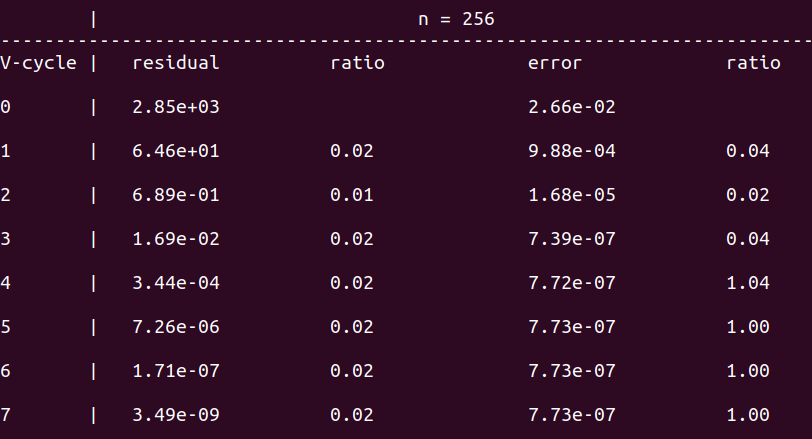 | n = 256
--------------------------------------------------------------------------
V-cycle | residual ratio error ratio
0 | 2.85e+03 2.66e-02
1 | 6.46e+01 0.02 9.88e-04 0.04
2 | 6.89e-01 0.01 1.68e-05 0.02
3 | 1.69e-02 0.02 7.39e-07 0.04
4 | 3.44e-04 0.02 7.72e-07 1.04
5 | 7.26e-06 0.02 7.73e-07 1.00
6 | 1.71e-07 0.02 7.73e-07 1.00
7 | 3.49e-09 0.02 7.73e-07 1.00